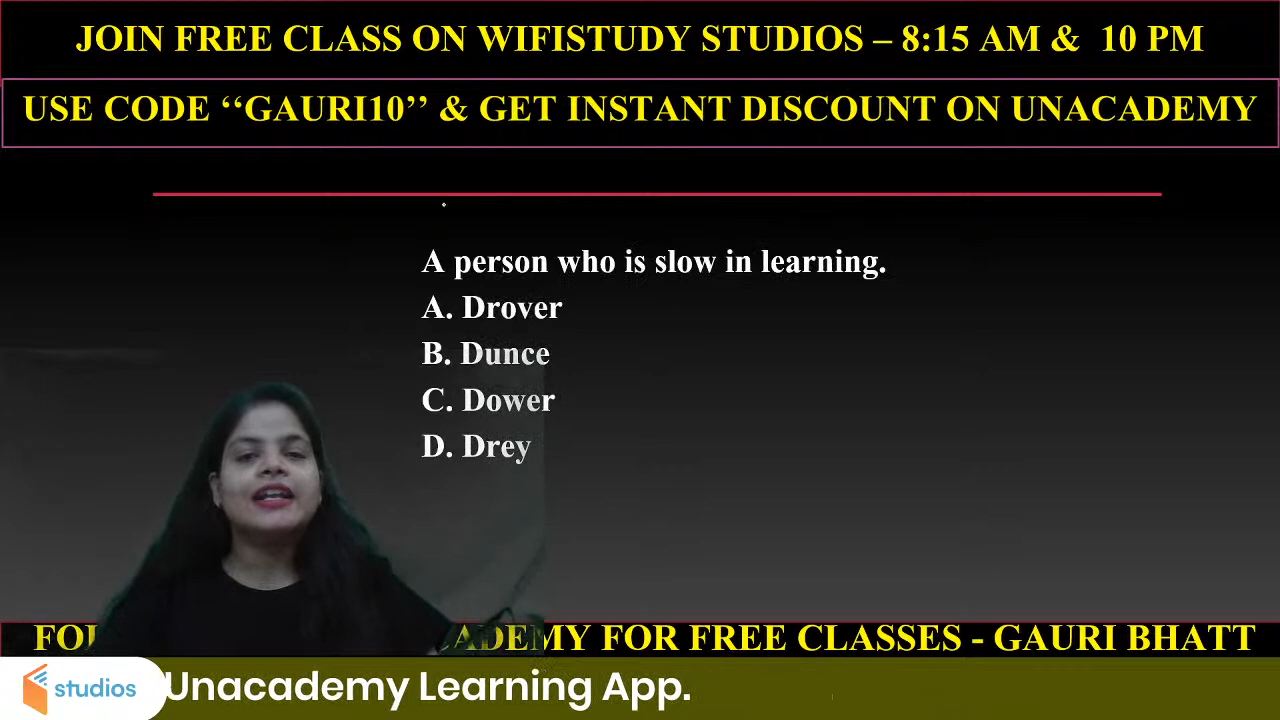 JOIN FREE CLASS ON WIFISTUDY STUDIOS – 8:15 AM & 10 PM
USE CODE ‘‘GAURI10’’ & GET INSTANT DISCOUNT ON UNACADEMY
A person who is slow in learning.
A. Drover
B. Dunce
C. Dower
D. Drey
FOR FREE CLASSES - GAURI BHATT
studios Unacademy Learning App.